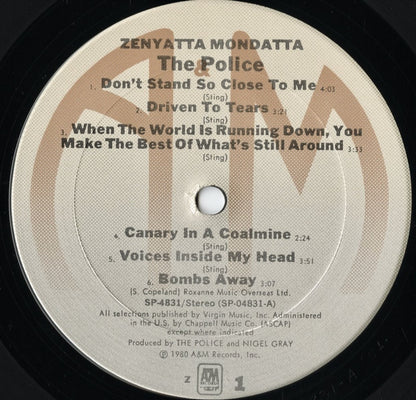 ZENYATTA MONDATTA
The Police
1. Don't Stand So Close To Me 4:03
(Sting)
2. Driven To Tears 3:21
(Sting)
3. When The World Is Running Down, You
Make The Best Of What's Still Around 3:33
(Sting)
4. Canary In A Coalmine 2:24
(Sting)
5. Voices Inside My Head 3:51
(Sting)
6. Bombs Away 3:07
(S. Copeland) Roxanne Music Overseas Ltd.
SP-4831/Stereo (SP-04831-A)
All selections published by Virgin Music, Inc. Administered
in the U.S. by Chappell Music Co. (ASCAP)
except where indicated.
Produced by THE POLICE and NIGEL GRAY
℗ 1980 A&M Records, Inc.
Z A&M 1
A&M